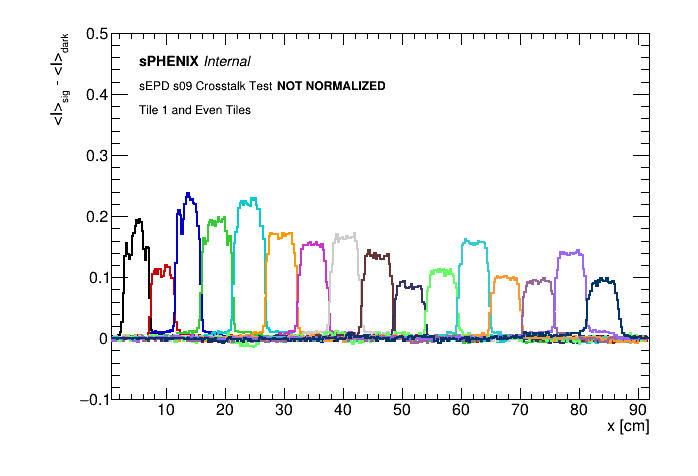 0.5
0.4
0.3
0.2
0.1
0
−0.1
<I>sig - <I>dark
sPHENIX Internal
sEPD s09 Crosstalk Test NOT NORMALIZED
Tile 1 and Even Tiles
10 20 30 40 50 60 70 80 90
x [cm]